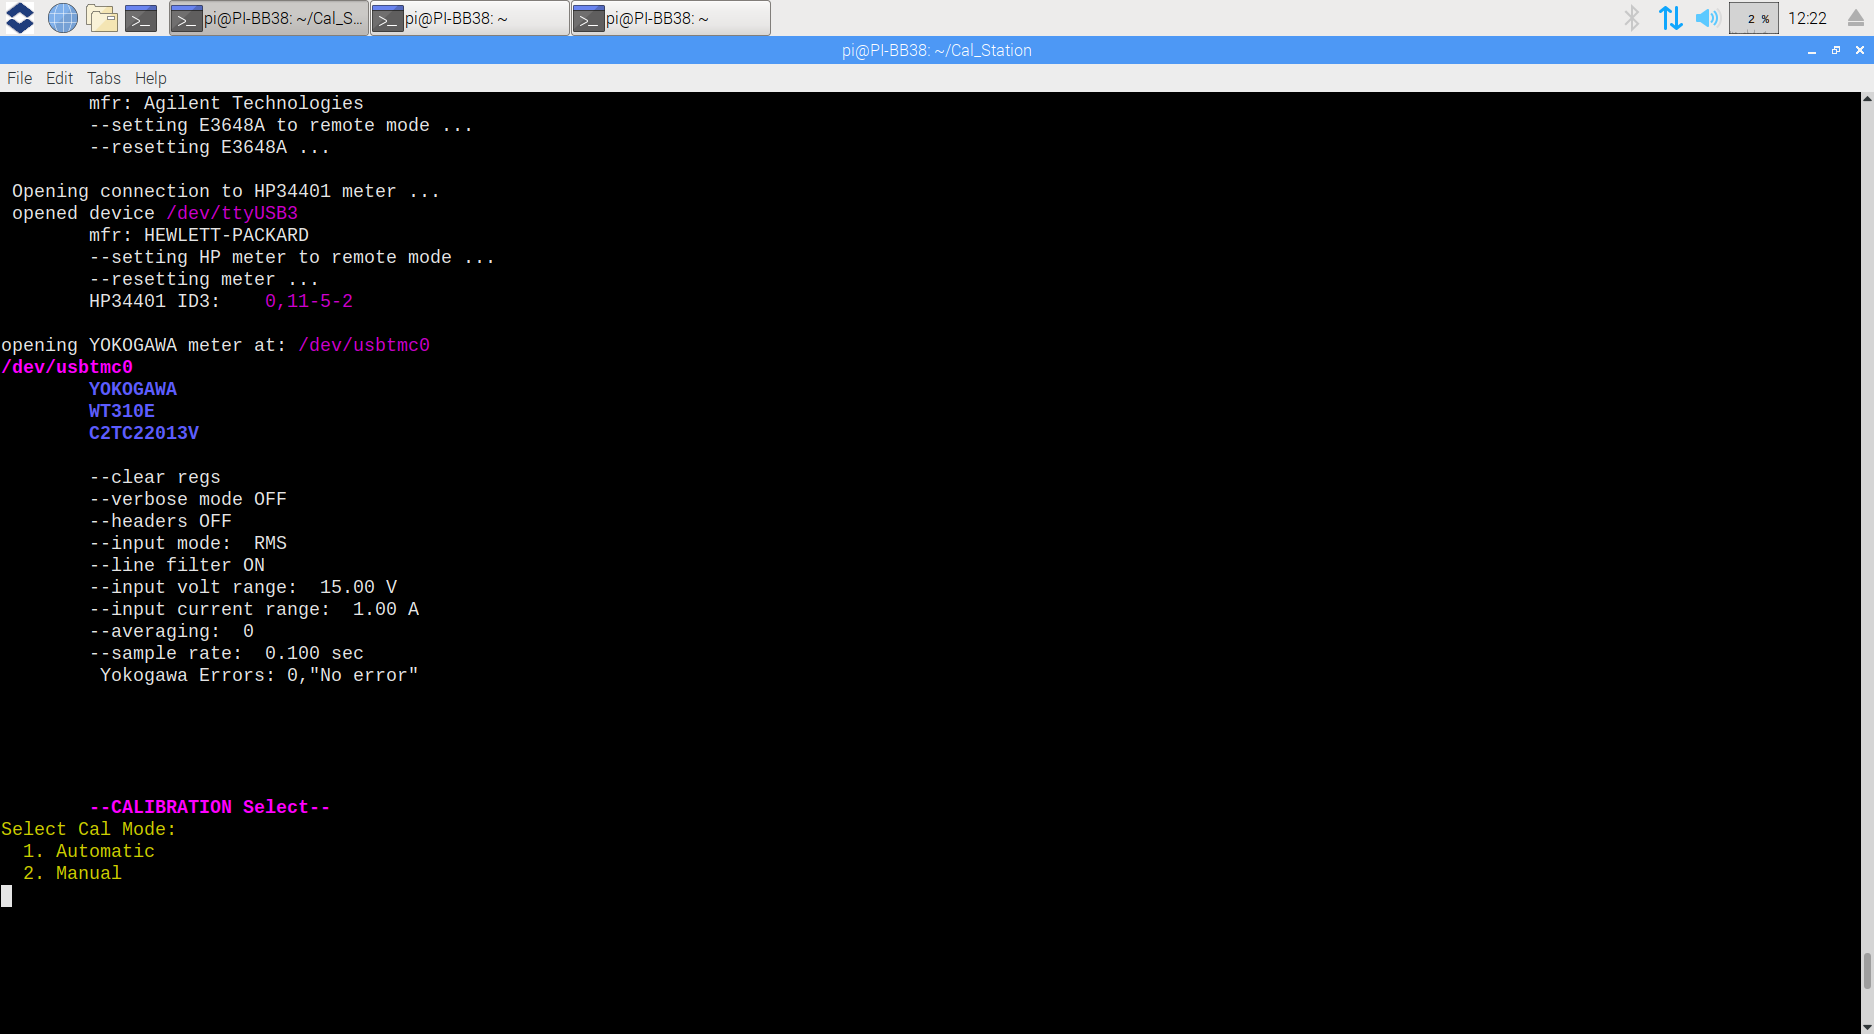 pi@PI-BB38: ~/Cal_S... pi@PI-BB38: ~ pi@PI-BB38: ~ 2 % 12:22
pi@PI-BB38: ~/Cal_Station
File Edit Tabs Help
mfr: Agilent Technologies
--setting E3648A to remote mode ...
--resetting E3648A ...
Opening connection to HP34401 meter ...
opened device /dev/ttyUSB3
mfr: HEWLETT-PACKARD
--setting HP meter to remote mode ...
--resetting meter ...
HP34401 ID3: 0,11-5-2
opening YOKOGAWA meter at: /dev/usbtmc0
/dev/usbtmc0
YOKOGAWA
WT310E
C2TC22013V
--clear regs
--verbose mode OFF
--headers OFF
--input mode: RMS
--line filter ON
--input volt range: 15.00 V
--input current range: 1.00 A
--averaging: 0
--sample rate: 0.100 sec
Yokogawa Errors: 0,"No error"
--CALIBRATION Select--
Select Cal Mode:
1. Automatic
2. Manual